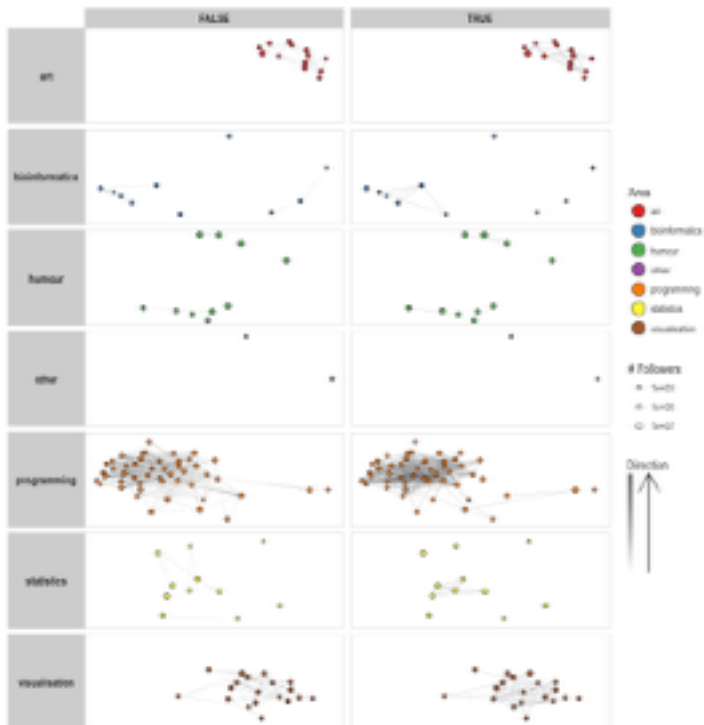 FALSE TRUE
art
bioinformatics
humour
other
programming
statistics
visualisation
Area
art
bioinformatics
humour
other
programming
statistics
visualisation
# Followers
Direction